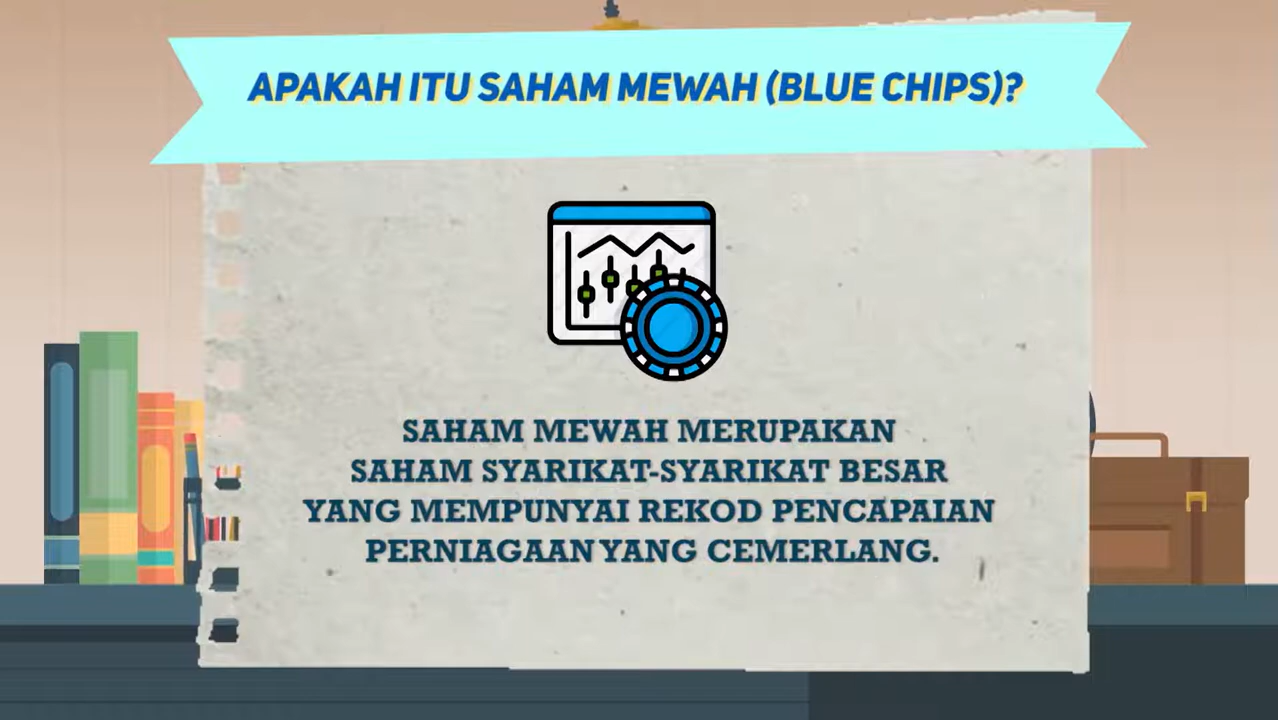 APAKAH ITU SAHAM MEWAH (BLUE CHIPS)?
SAHAM MEWAH MERUPAKAN
SAHAM SYARIKAT-SYARIKAT BESAR
YANG MEMPUNYAI REKOD PENCAPAIAN
PERNIAGAAN YANG CEMERLANG.